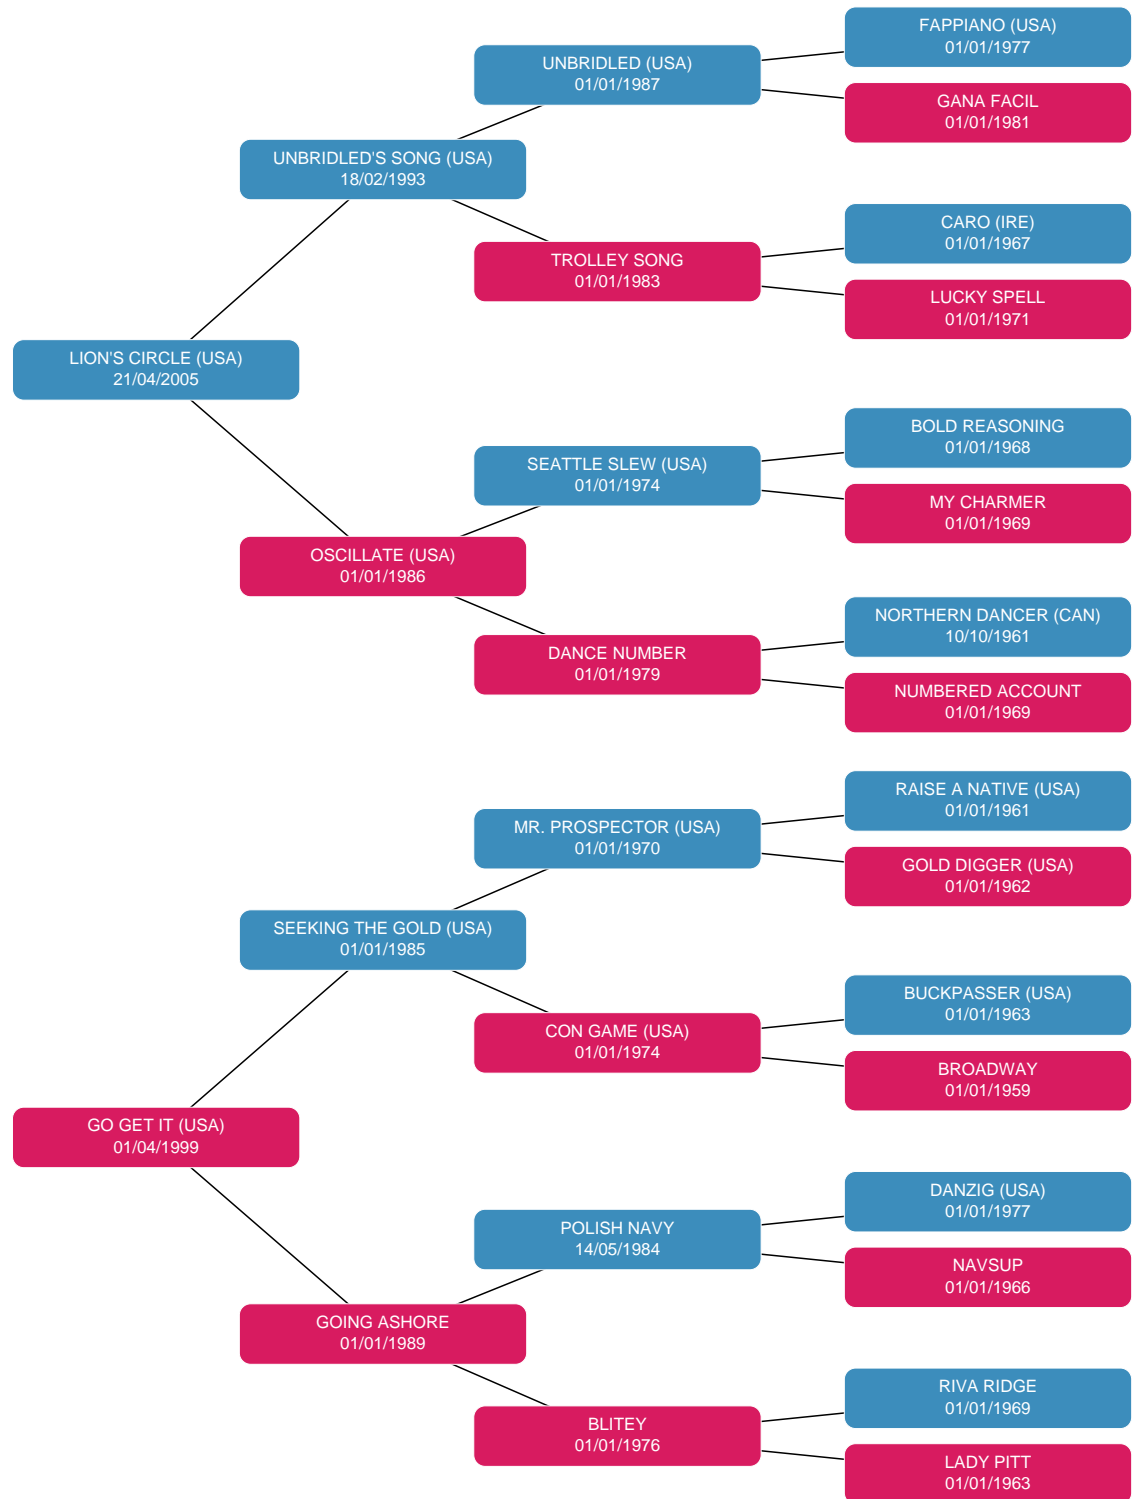 FAPPIANO (USA)
01/01/1977
UNBRIDLED (USA)
01/01/1987
GANA FACIL
01/01/1981
UNBRIDLED'S SONG (USA)
18/02/1993
CARO (IRE)
01/01/1967
TROLLEY SONG
01/01/1983
LUCKY SPELL
01/01/1971
LION'S CIRCLE (USA)
21/04/2005
BOLD REASONING
01/01/1968
SEATTLE SLEW (USA)
01/01/1974
MY CHARMER
01/01/1969
OSCILLATE (USA)
01/01/1986
NORTHERN DANCER (CAN)
10/10/1961
DANCE NUMBER
01/01/1979
NUMBERED ACCOUNT
01/01/1969
RAISE A NATIVE (USA)
01/01/1961
MR. PROSPECTOR (USA)
01/01/1970
GOLD DIGGER (USA)
01/01/1962
SEEKING THE GOLD (USA)
01/01/1985
BUCKPASSER (USA)
01/01/1963
CON GAME (USA)
01/01/1974
BROADWAY
01/01/1959
GO GET IT (USA)
01/04/1999
DANZIG (USA)
01/01/1977
POLISH NAVY
14/05/1984
NAVSUP
01/01/1966
GOING ASHORE
01/01/1989
RIVA RIDGE
01/01/1969
BLITEY
01/01/1976
LADY PITT
01/01/1963